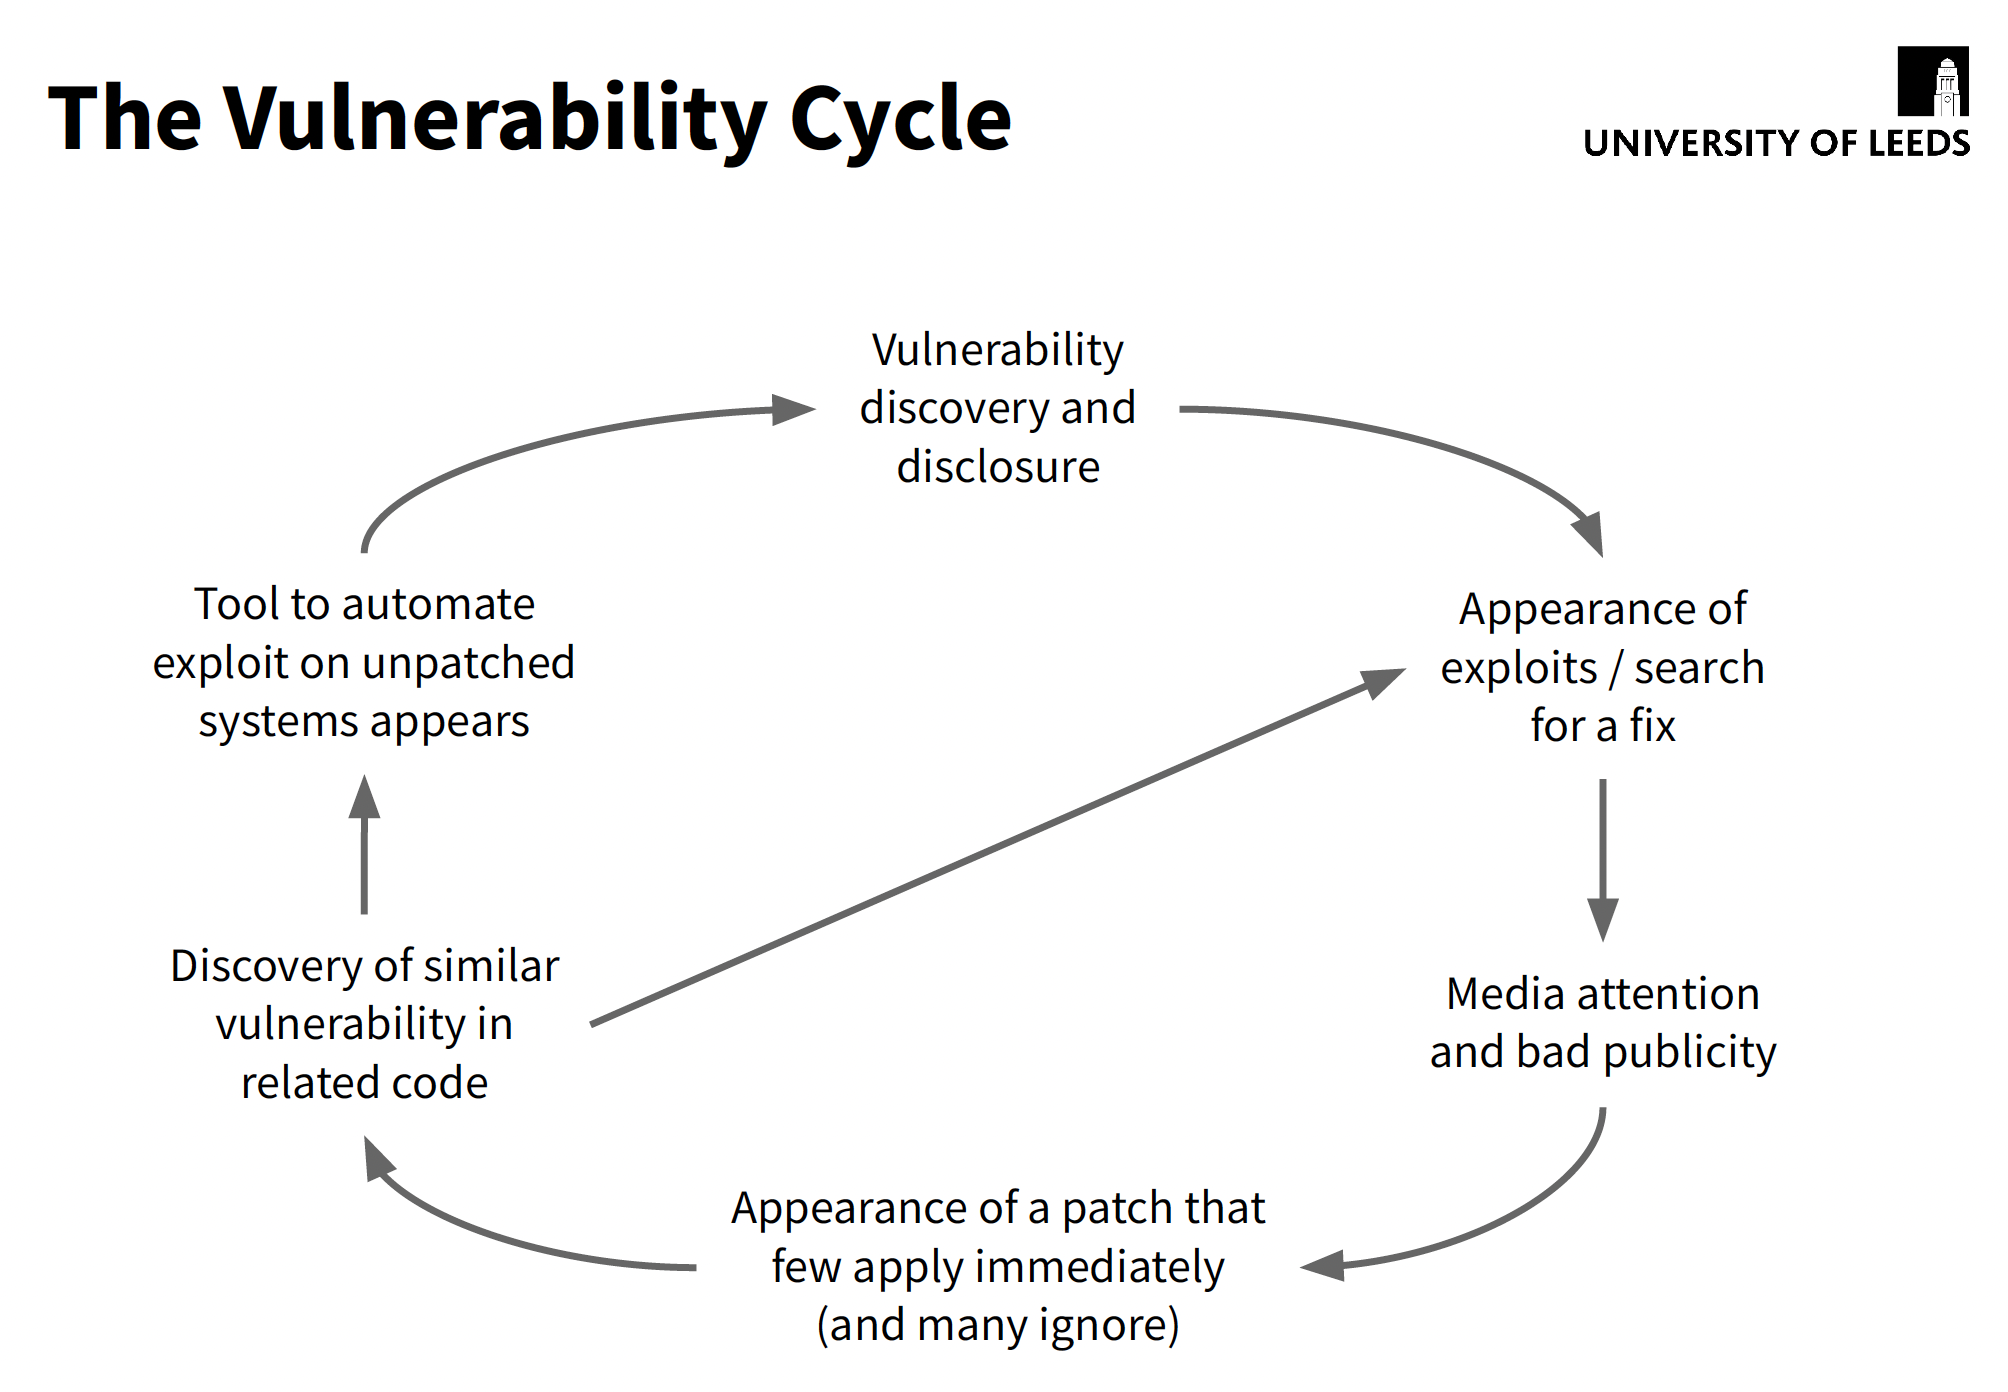 The Vulnerability Cycle
UNIVERSITY OF LEEDS
Vulnerability
discovery and
disclosure
Appearance of
exploits / search
for a fix
Media attention
and bad publicity
Appearance of a patch that
few apply immediately
(and many ignore)
Discovery of similar
vulnerability in
related code
Tool to automate
exploit on unpatched
systems appears